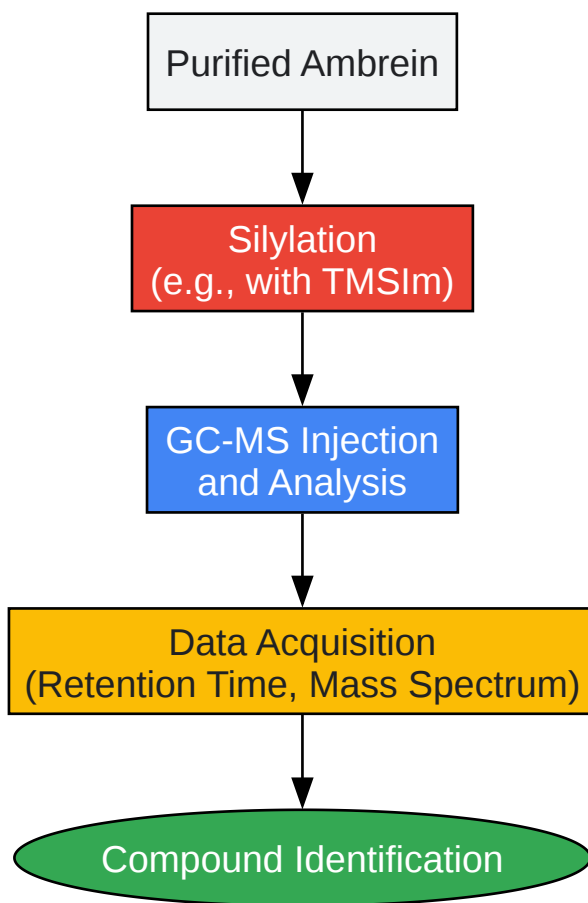 Purified Ambrein
Silylation
(e.g., with TMSIm)
GC-MS Injection
and Analysis
Data Acquisition
(Retention Time, Mass Spectrum)
Compound Identification